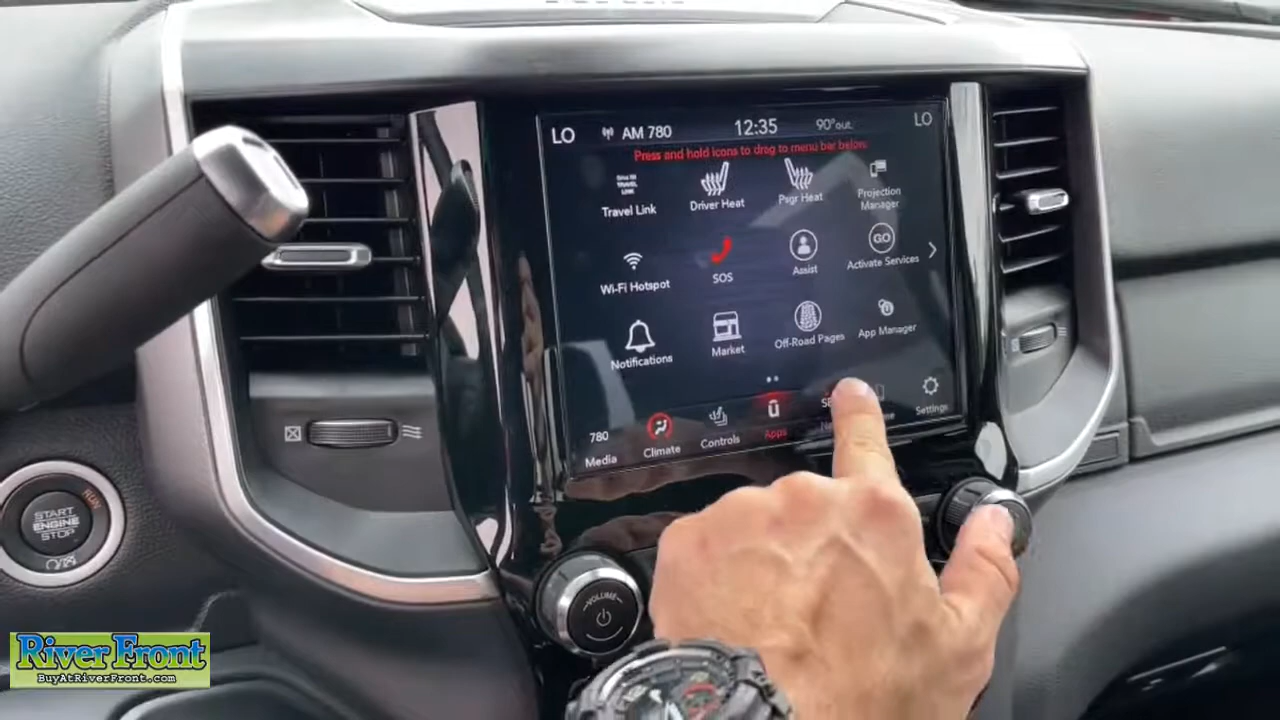 LO AM 780 12:35 90°out. LO
Press and hold icons to drag to menu bar below.
Travel Link
Driver Heat
Psgr Heat
Projection
Manager
Wi-Fi Hotspot
SOS
Assist
GO
Activate Services
Notifications
Market
Off-Road Pages
App Manager
780
Media
Climate
Controls
Apps
Settings
START
ENGINE
STOP
RUN
VOLUME
River Front
BuyAtRiverFront.com